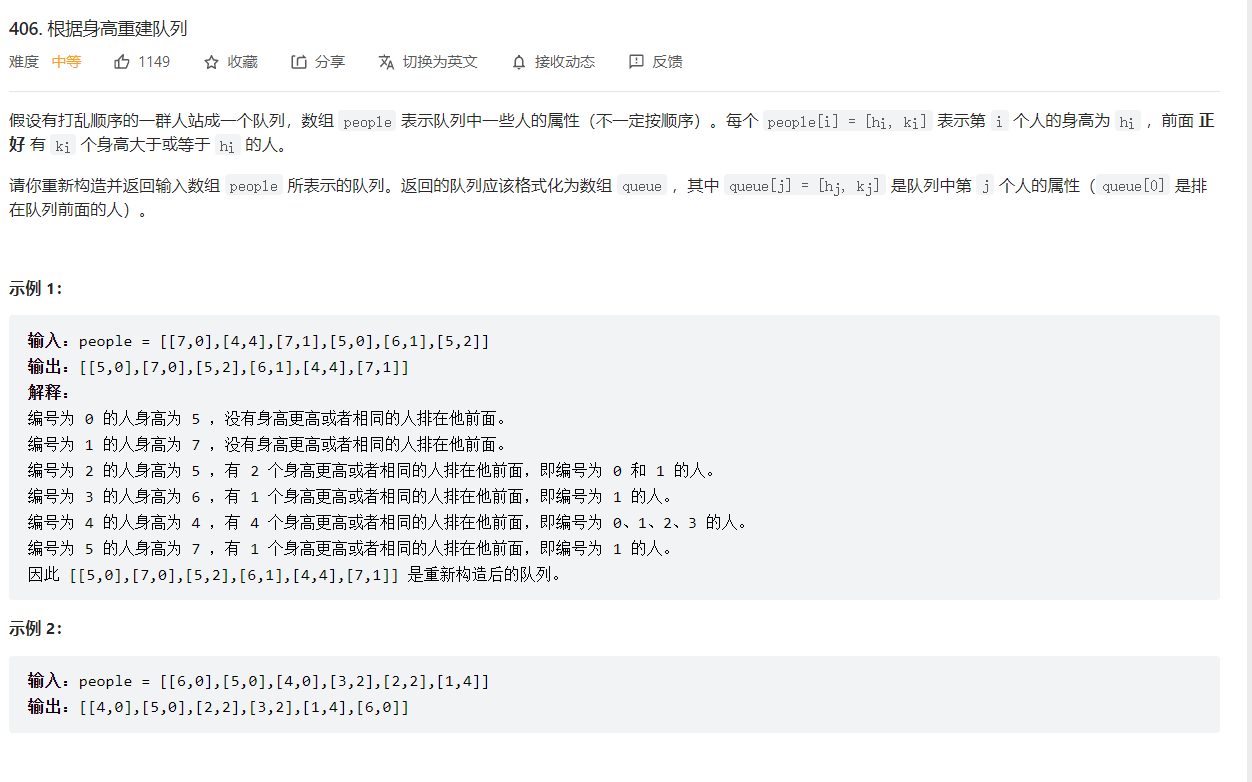 406. 根据身高重建队列
难度 中等 1149 收藏 分享 切换为英文 接收动态 反馈
假设有打乱顺序的一群人站成一个队列，数组 people 表示队列中一些人的属性（不一定按顺序）。每个 people[i] = [hi, ki] 表示第 i 个人的身高为 hi ，前面 正
好 有 ki 个身高大于或等于 hi 的人。
请你重新构造并返回输入数组 people 所表示的队列。返回的队列应该格式化为数组 queue ，其中 queue[j] = [hj, kj] 是队列中第 j 个人的属性（queue[0] 是排
在队列前面的人）。
示例 1：
输入：people = [[7,0],[4,4],[7,1],[5,0],[6,1],[5,2]]
输出：[[5,0],[7,0],[5,2],[6,1],[4,4],[7,1]]
解释：
编号为 0 的人身高为 5 ，没有身高更高或者相同的人排在他前面。
编号为 1 的人身高为 7 ，没有身高更高或者相同的人排在他前面。
编号为 2 的人身高为 5 ，有 2 个身高更高或者相同的人排在他前面，即编号为 0 和 1 的人。
编号为 3 的人身高为 6 ，有 1 个身高更高或者相同的人排在他前面，即编号为 1 的人。
编号为 4 的人身高为 4 ，有 4 个身高更高或者相同的人排在他前面，即编号为 0、1、2、3 的人。
编号为 5 的人身高为 7 ，有 1 个身高更高或者相同的人排在他前面，即编号为 1 的人。
因此 [[5,0],[7,0],[5,2],[6,1],[4,4],[7,1]] 是重新构造后的队列。
示例 2：
输入：people = [[6,0],[5,0],[4,0],[3,2],[2,2],[1,4]]
输出：[[4,0],[5,0],[2,2],[3,2],[1,4],[6,0]]